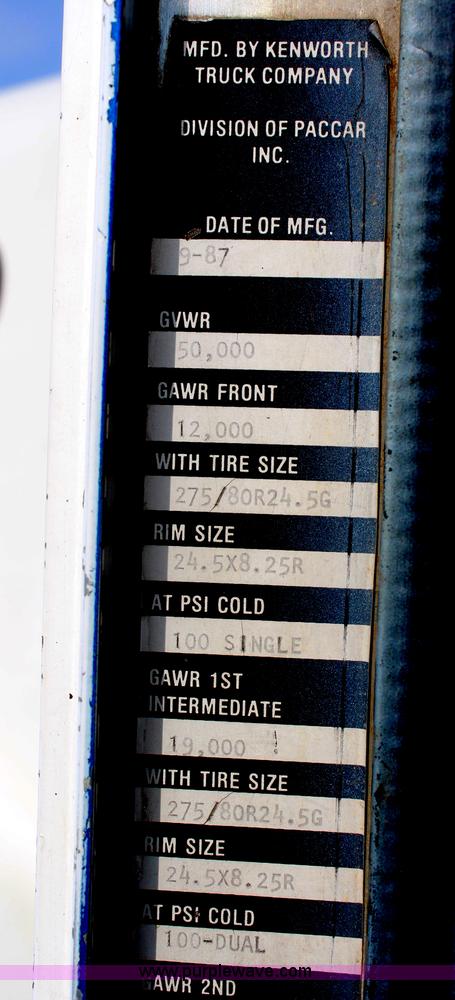 MFD. BY KENWORTH
TRUCK COMPANY
DIVISION OF PACCAR
INC.
DATE OF MFG.
9-87
GVWR
50,000
GAWR FRONT
12,000
WITH TIRE SIZE
275/80R24.5G
RIM SIZE
24.5X8.25R
AT PSI COLD
100 SINGLE
GAWR 1ST
INTERMEDIATE
19,000
WITH TIRE SIZE
275/80R24.5G
RIM SIZE
24.5X8.25R
AT PSI COLD
100-DUAL
www.purplewave.com
GAWR 2ND